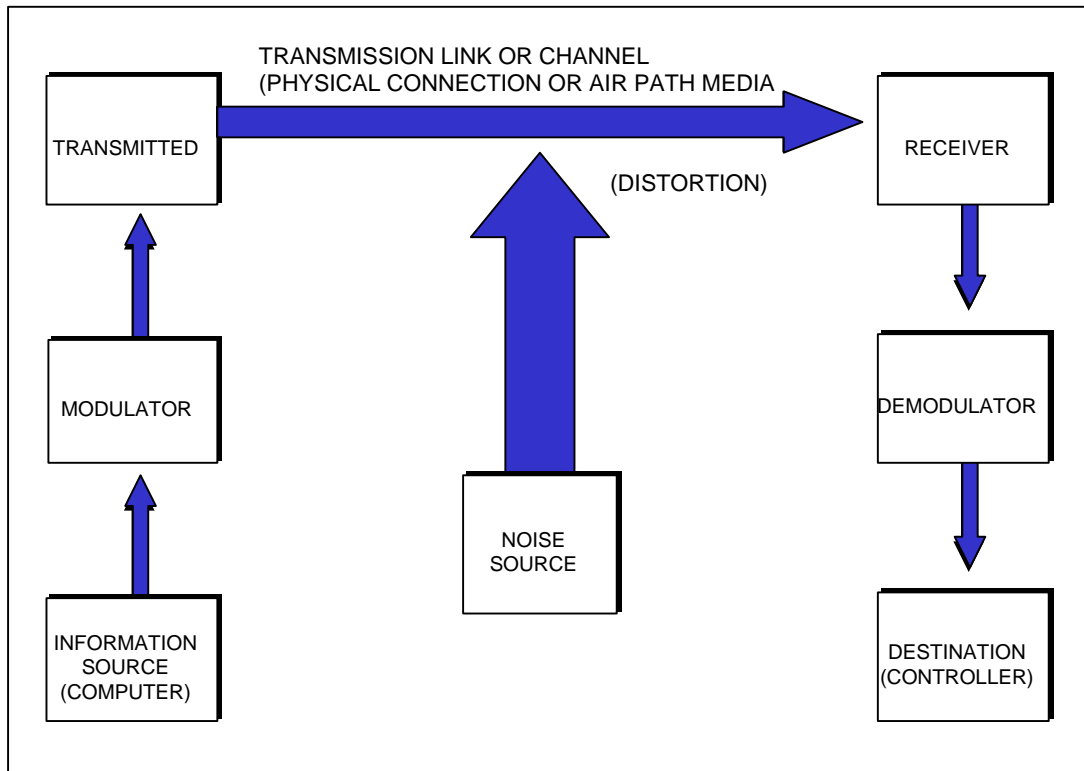 TRANSMISSION LINK OR CHANNEL
(PHYSICAL CONNECTION OR AIR PATH MEDIA
TRANSMITTED
RECEIVER
(DISTORTION)
MODULATOR
DEMODULATOR
NOISE
SOURCE
INFORMATION
SOURCE
(COMPUTER)
DESTINATION
(CONTROLLER)